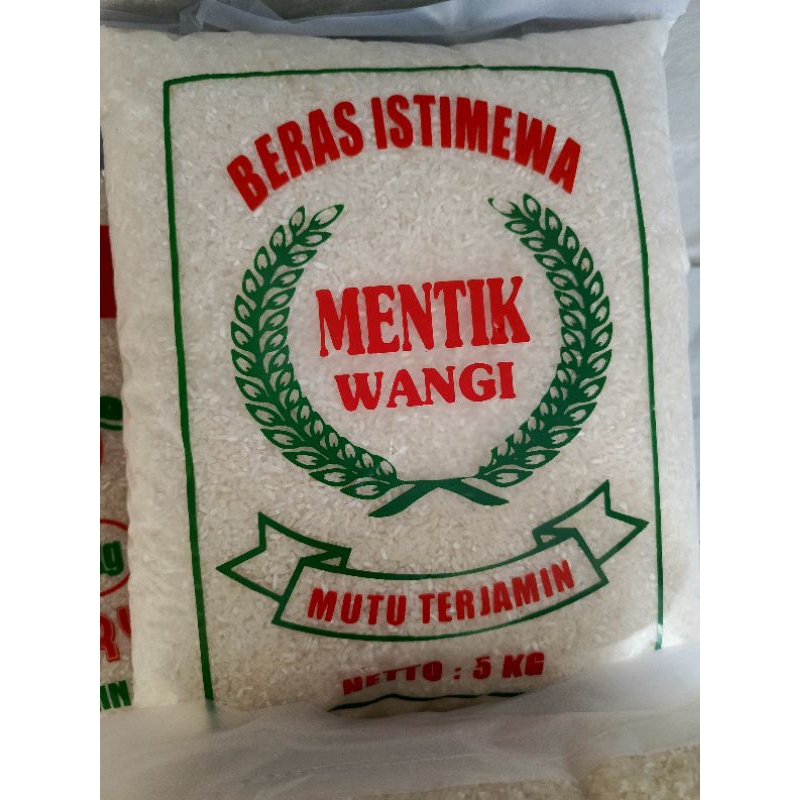 BERAS ISTIMEWA
MENTIK
WANGI
MUTU TERJAMIN
NETTO : 5 KG